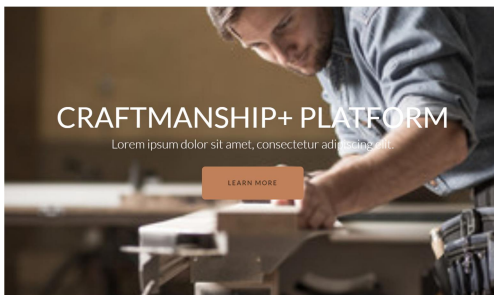 CRAFTMANSHIP+ PLATFORM
Lorem ipsum dolor sit amet, consectetur adipiscing elit.
LEARN MORE